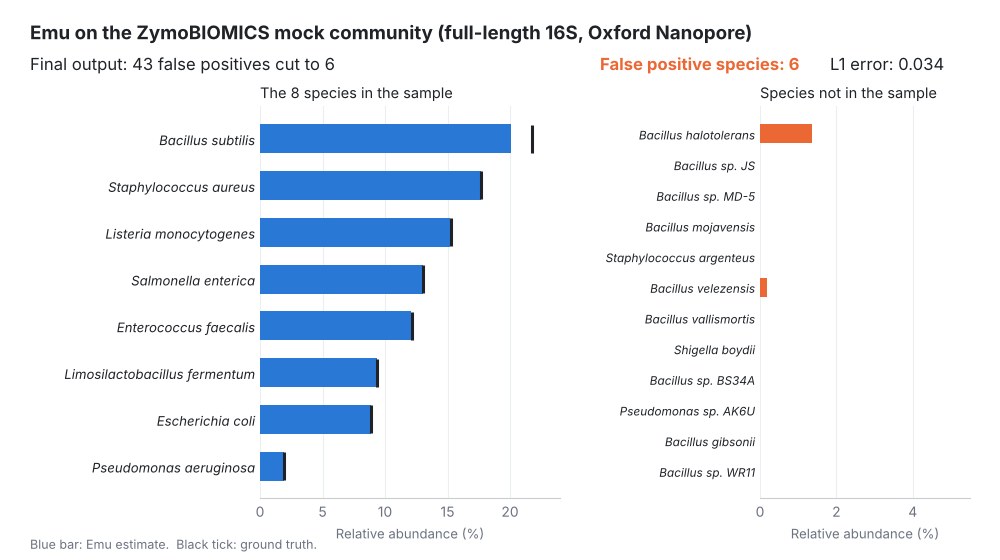 Emu on the ZymoBIOMICS mock community (full-length 16S, Oxford Nanopore)
Final output: 43 false positives cut to 6
False positive species: 6
L1 error: 0.034
The 8 species in the sample
Bacillus subtilis
Staphylococcus aureus
Listeria monocytogenes
Salmonella enterica
Enterococcus faecalis
Limosilactobacillus fermentum
Escherichia coli
Pseudomonas aeruginosa
0 5 10 15 20
Relative abundance (%)
Species not in the sample
Bacillus halotolerans
Bacillus sp. JS
Bacillus sp. MD-5
Bacillus mojavensis
Staphylococcus argenteus
Bacillus velezensis
Bacillus vallismortis
Shigella boydii
Bacillus sp. BS34A
Pseudomonas sp. AK6U
Bacillus gibsonii
Bacillus sp. WR11
0 2 4
Relative abundance (%)
Blue bar: Emu estimate. Black tick: ground truth.